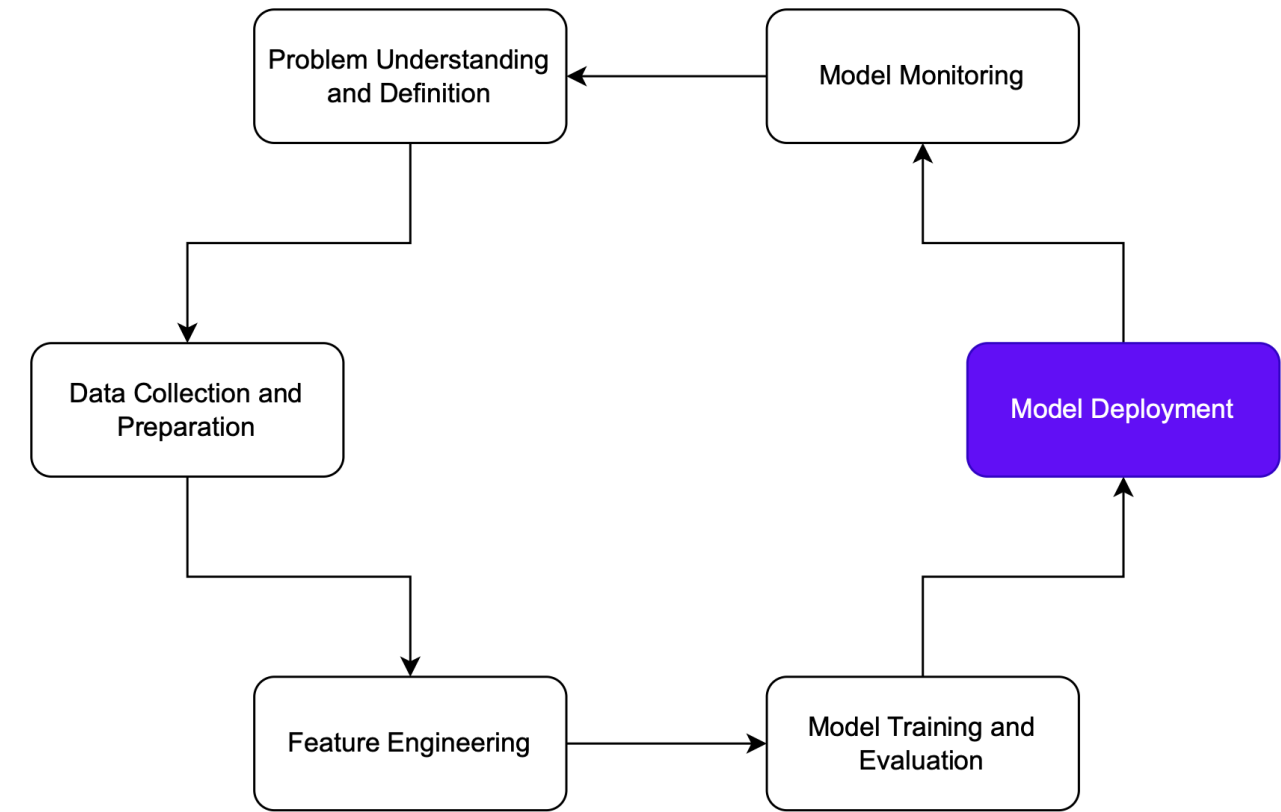 Problem Understanding
and Definition
Model Monitoring
Data Collection and
Preparation
Model Deployment
Feature Engineering
Model Training and
Evaluation